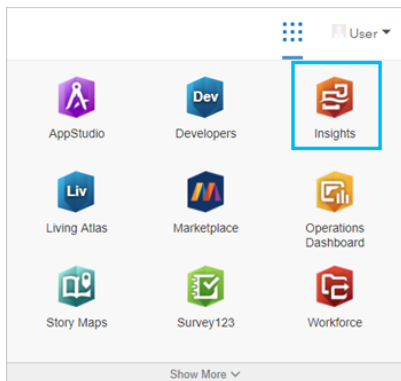 User
AppStudio
Dev
Developers
Insights
Liv
Living Atlas
Marketplace
Operations
Dashboard
Story Maps
Survey123
Workforce
Show More